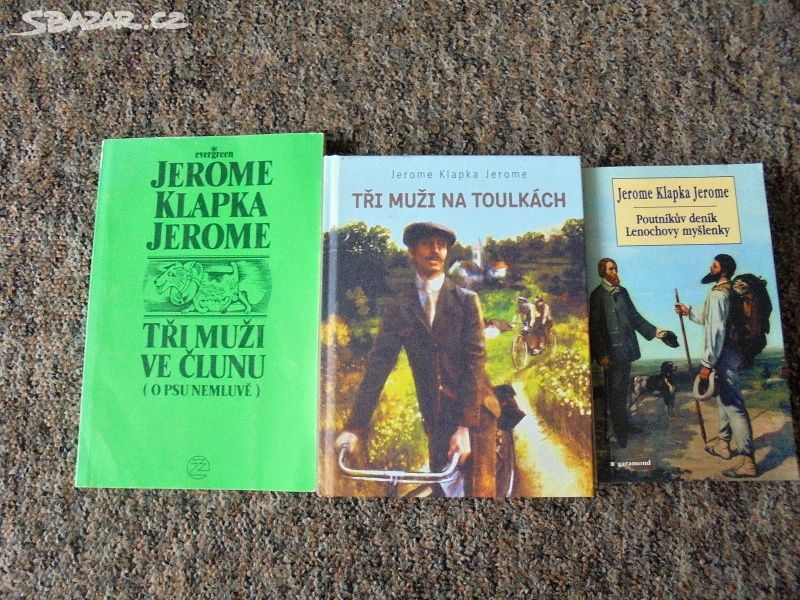 SBAZAR.CZ
evergreen
JEROME
KLAPKA
JEROME
TŘI MUŽI
VE ČLUNU
(O PSU NEMLUVĚ)
Jerome Klapka Jerome
TŘI MUŽI NA TOULKÁCH
Jerome Klapka Jerome
Poutníkův deník
Lenochovy myšlenky
garamond